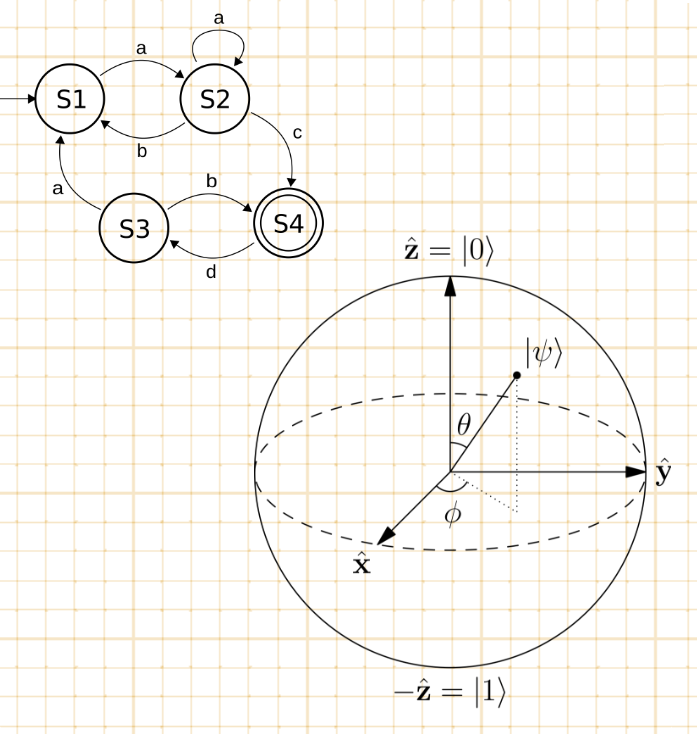 a
a
S1
S2
b
c
a
b
S3
S4
d
ẑ = |0⟩
|ψ⟩
θ
ŷ
ϕ
x̂
−ẑ = |1⟩